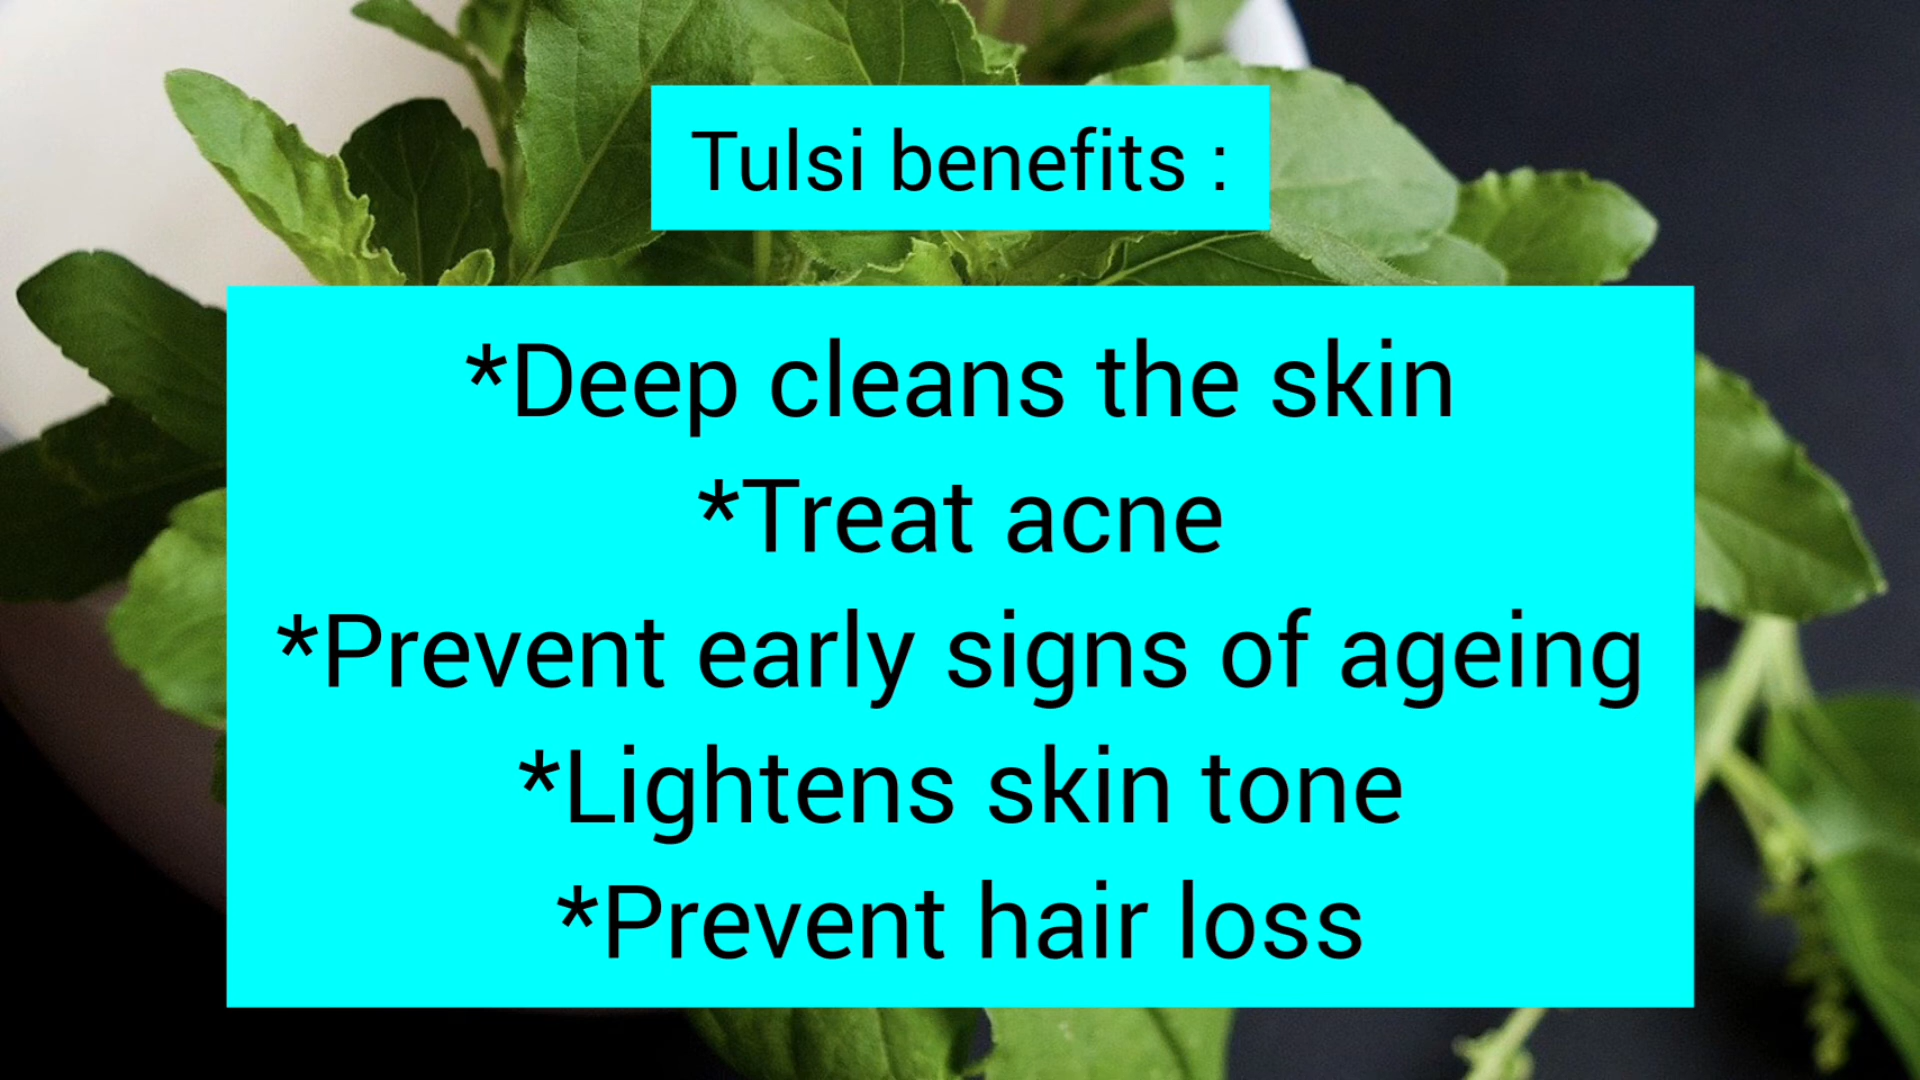 Tulsi benefits :
*Deep cleans the skin
*Treat acne
*Prevent early signs of ageing
*Lightens skin tone
*Prevent hair loss